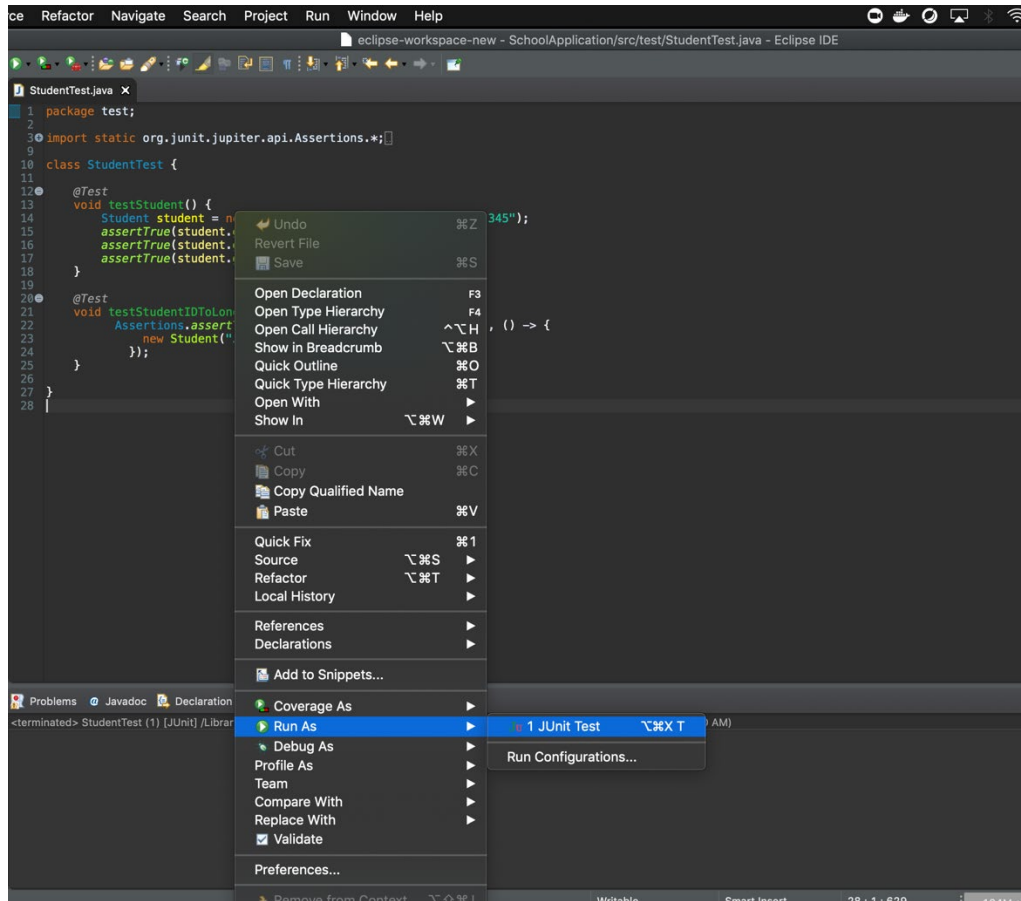 ce Refactor Navigate Search Project Run Window Help
eclipse-workspace-new - SchoolApplication/src/test/StudentTest.java - Eclipse IDE
StudentTest.java
1 package test;
2
3 import static org.junit.jupiter.api.Assertions.*;
9
10 class StudentTest {
11
12 @Test
13 void testStudent() {
14 Student student = 345");
15 assertTrue(student.
16 assertTrue(student.
17 assertTrue(student.
18 }
19
20 @Test
21 void testStudentIDToLon
22 Assertions.assert , () -> {
23 new Student("
24 });
25 }
26
27 }
28
Undo ⌘Z
Revert File
Save ⌘S
Open Declaration F3
Open Type Hierarchy F4
Open Call Hierarchy ^⌥H
Show in Breadcrumb ⌥⌘B
Quick Outline ⌘O
Quick Type Hierarchy ⌘T
Open With
Show In ⌥⌘W
Cut ⌘X
Copy ⌘C
Copy Qualified Name
Paste ⌘V
Quick Fix ⌘1
Source ⌥⌘S
Refactor ⌥⌘T
Local History
References
Declarations
Add to Snippets...
Coverage As
Run As
Debug As
Profile As
Team
Compare With
Replace With
Validate
Preferences...
Remove from Context
1 JUnit Test ⌥⌘X T
Run Configurations...
Problems @ Javadoc Declaration
<terminated> StudentTest (1) [JUnit] /Librar AM)
Writable Smart Insert 28 : 1 : 629